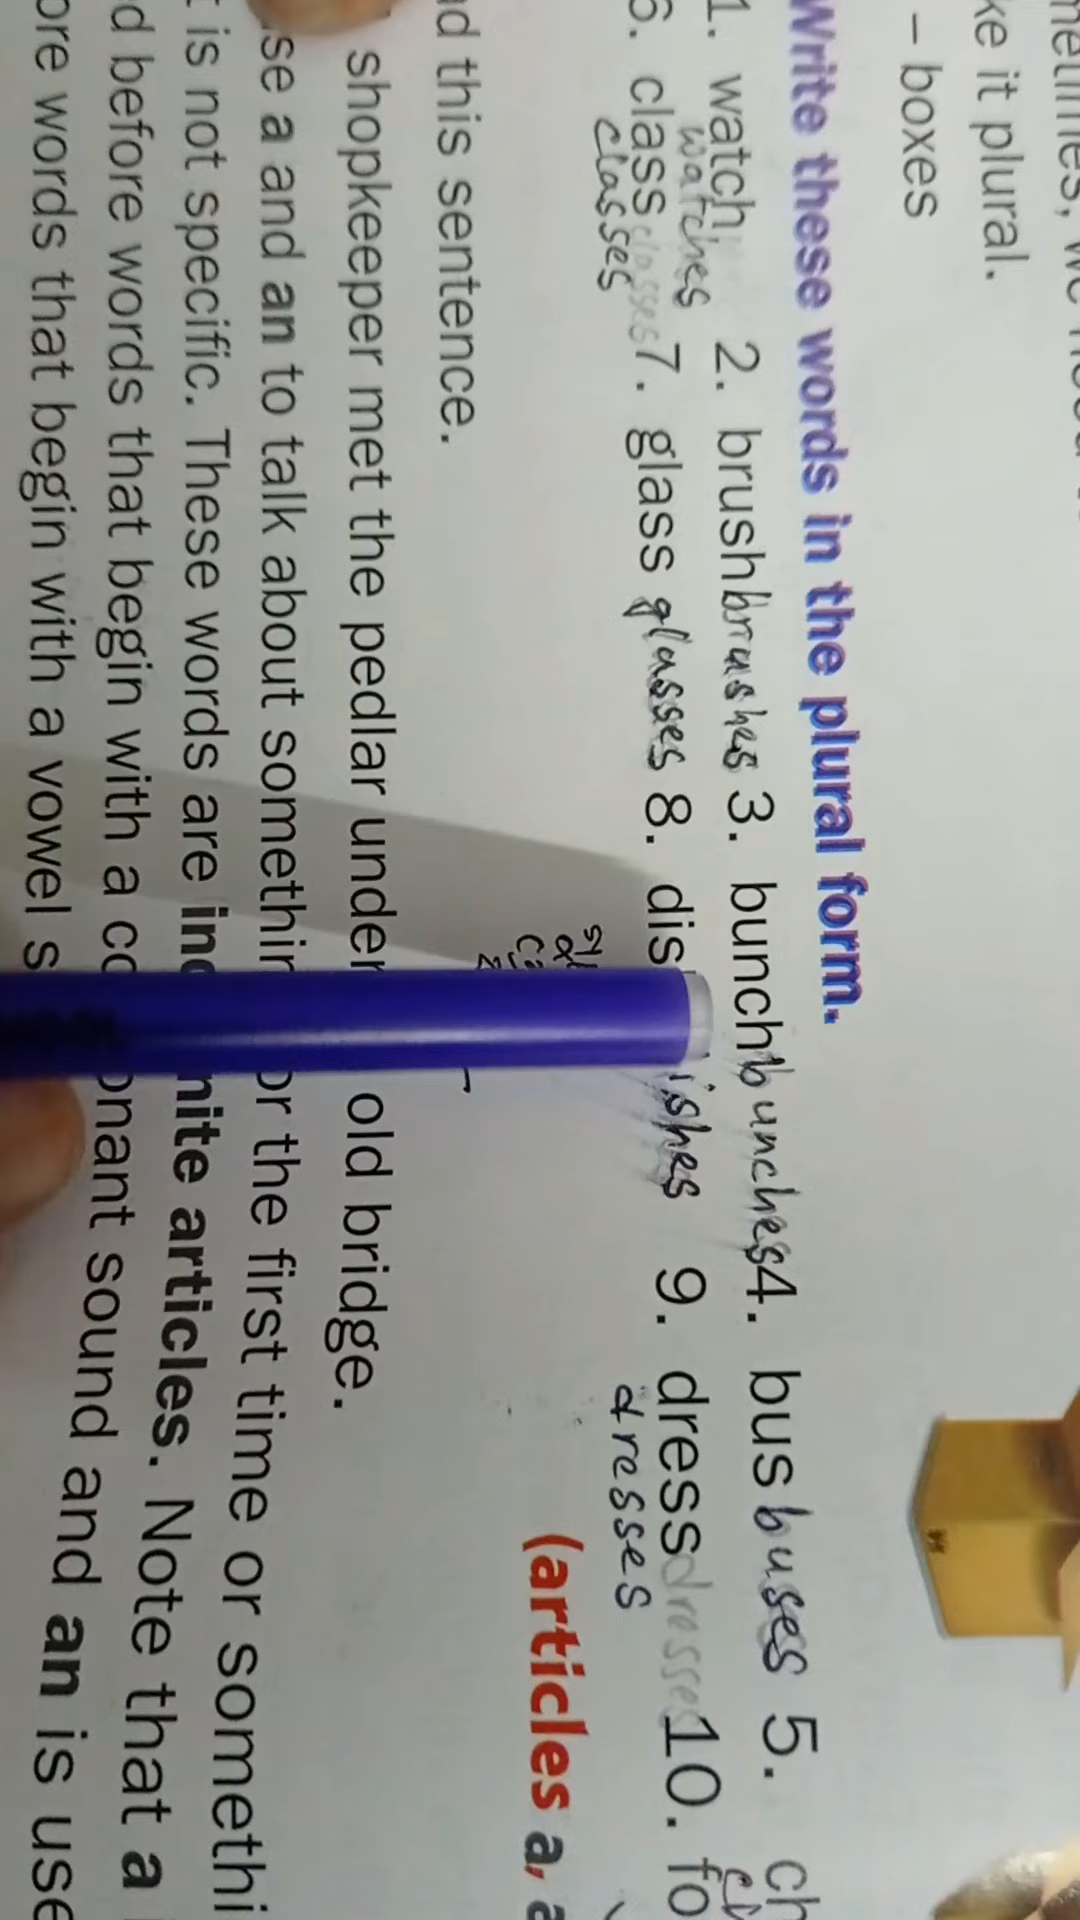 ke it plural.
– boxes
Write these words in the plural form.
1. watch 2. brush brushes 3. bunch bunches 4. bus buses 5. ch
watches
6. class classes 7. glass glasses 8. dis ishes 9. dress dresses 10. fo
classes dresses
(articles a,
d this sentence.
shopkeeper met the pedlar under old bridge.
se a and an to talk about somethin or the first time or somethi
t is not specific. These words are in nite articles. Note that a
d before words that begin with a co onant sound and an is use
ore words that begin with a vowel s